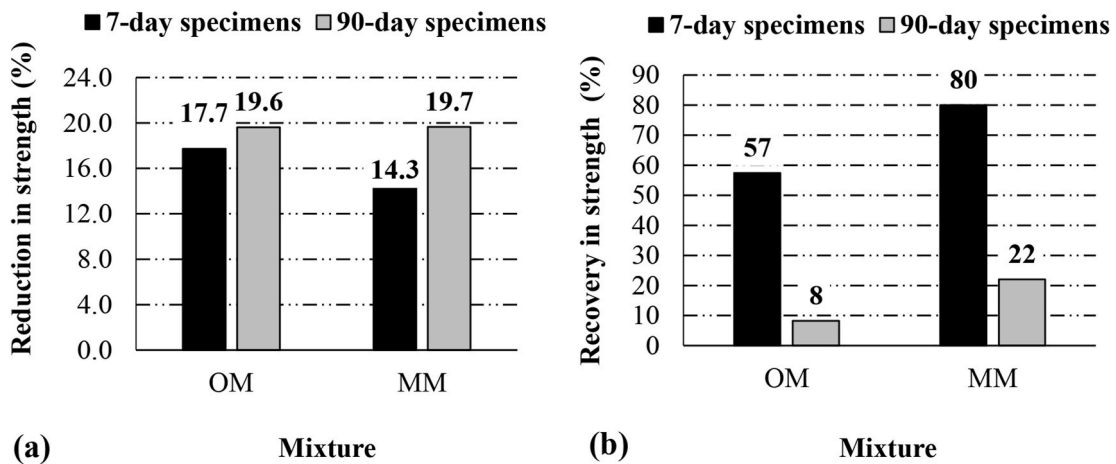 7-day specimens 90-day specimens
Reduction in strength (%)
24.0
20.0
16.0
12.0
8.0
4.0
0.0
17.7 19.6 14.3 19.7
OM MM
(a) Mixture
7-day specimens 90-day specimens
Recovery in strength (%)
90
80
70
60
50
40
30
20
10
0
57 8 80 22
OM MM
(b) Mixture